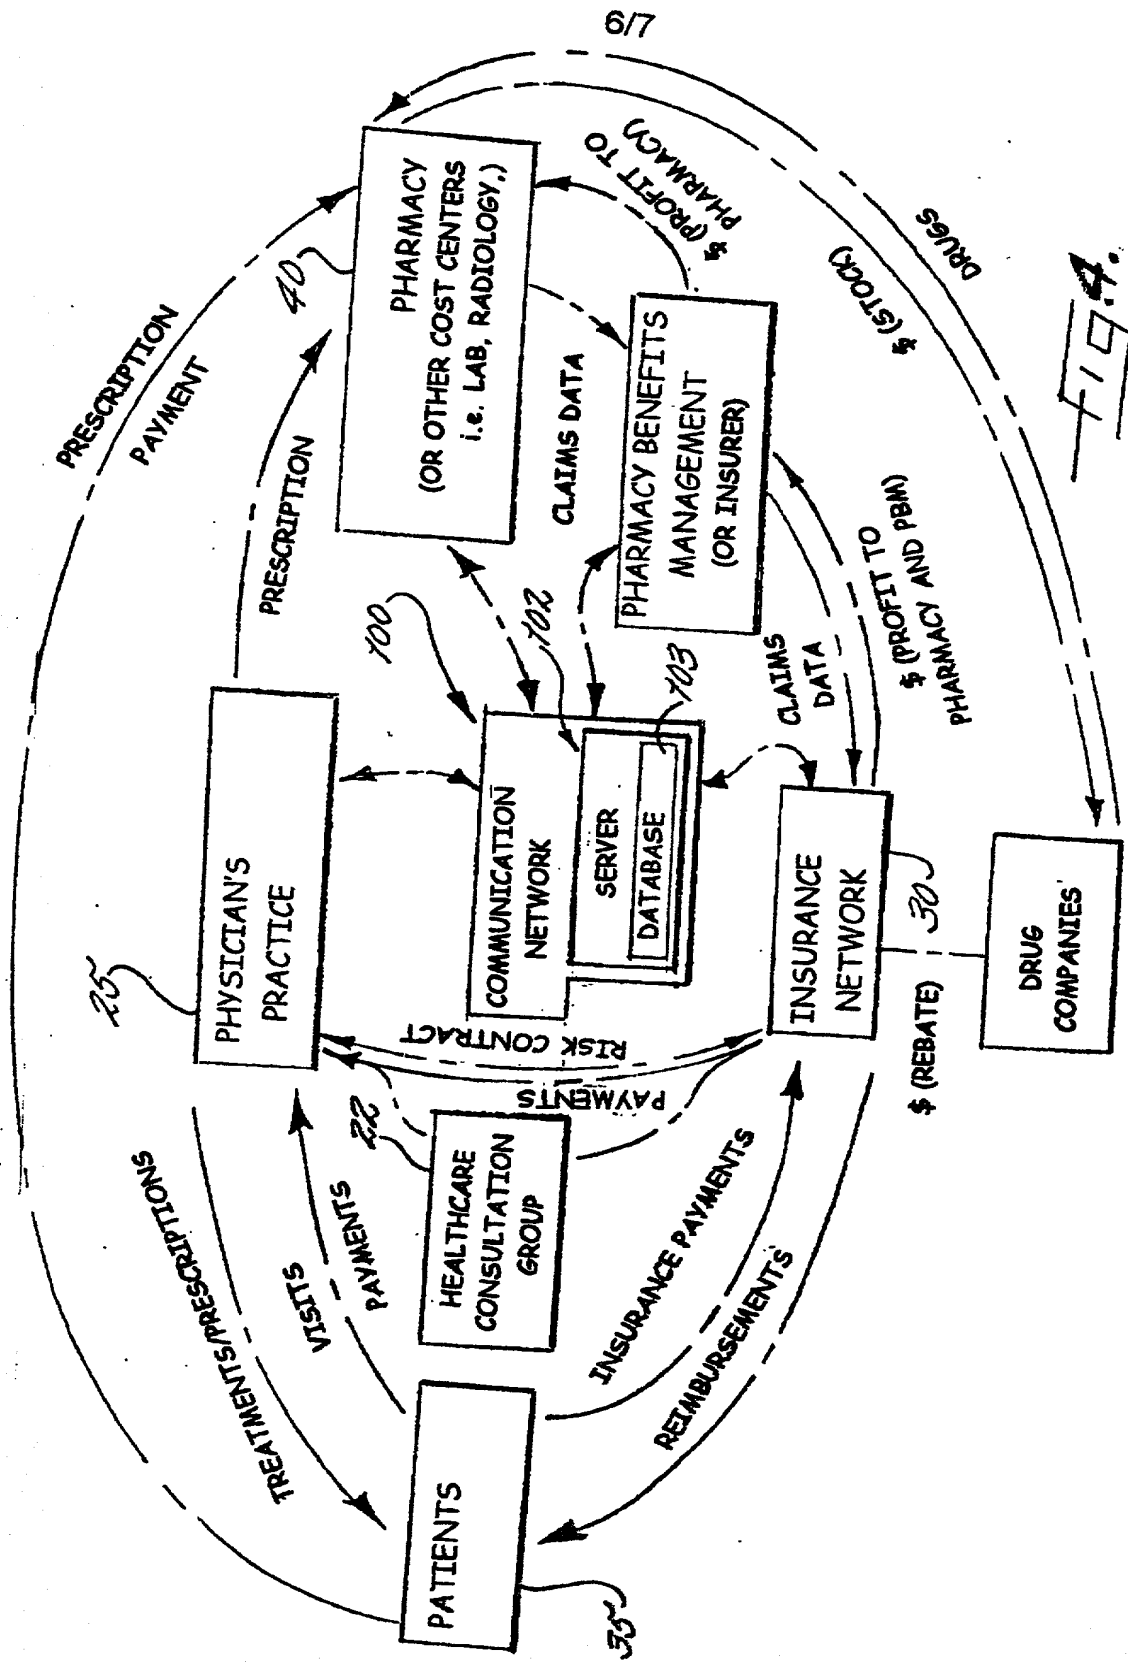 6/7
PRESCRIPTION
PAYMENT
PRESCRIPTION
40
PHARMACY
(OR OTHER COST CENTERS
i.e. LAB, RADIOLOGY,)
$ (PROFIT TO
PHARMACY)
25
PHYSICIAN'S
PRACTICE
100
102
103
CLAIMS DATA
PHARMACY BENEFITS
MANAGEMENT
(OR INSURER)
$ (STOCK)
DRUGS
TREATMENTS/PRESCRIPTIONS
VISITS
PAYMENTS
22
HEALTHCARE
CONSULTATION
GROUP
RISK CONTRACT
PAYMENTS
COMMUNICATION
NETWORK
SERVER
DATABASE
CLAIMS
DATA
$ (PROFIT TO
PHARMACY AND PBM)
PATIENTS
35
INSURANCE PAYMENTS
REIMBURSEMENTS
INSURANCE
NETWORK
30
$ (REBATE)
DRUG
COMPANIES
Fig. 4.